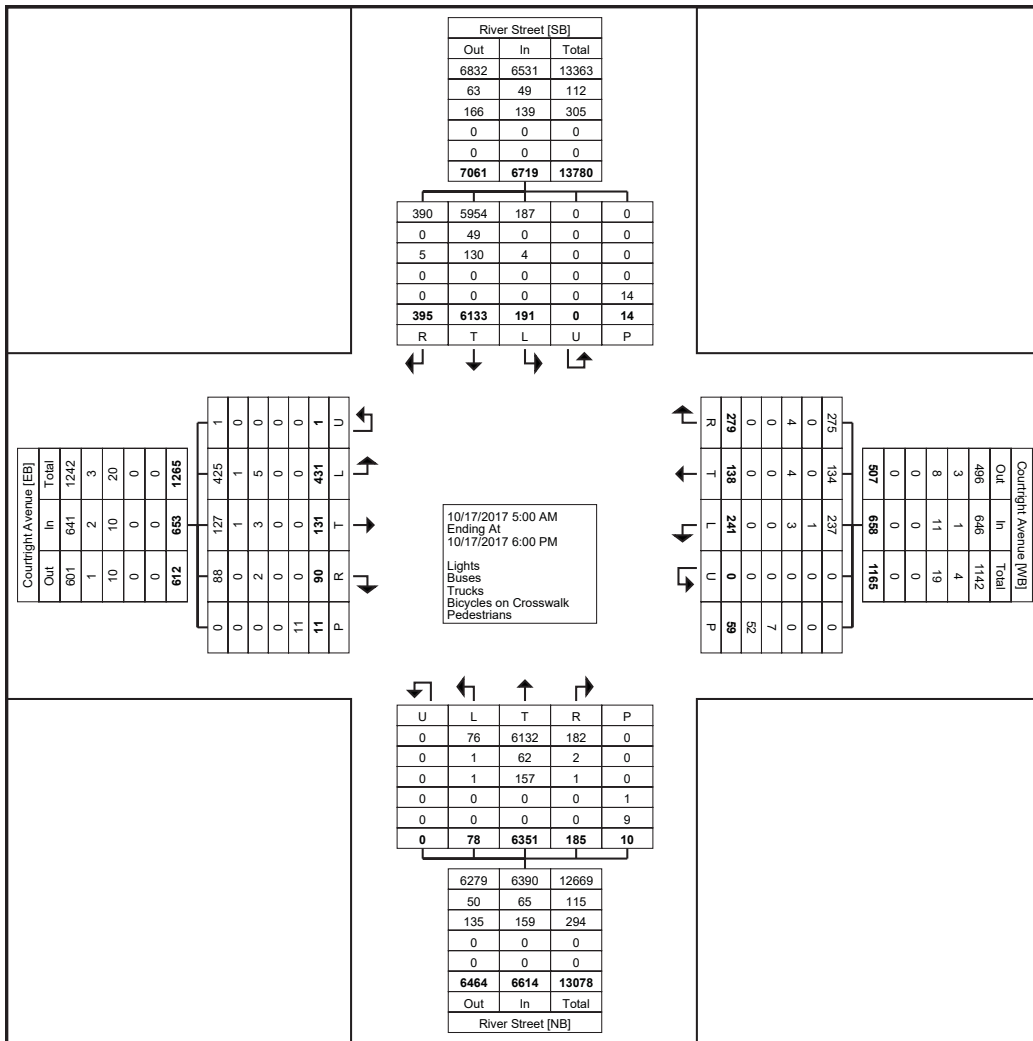 River Street [SB]
Out In Total
6832 6531 13363
63 49 112
166 139 305
0 0 0
0 0 0
7061 6719 13780
390 5954 187 0 0
0 49 0 0 0
5 130 4 0 0
0 0 0 0 0
0 0 0 0 14
395 6133 191 0 14
R T L U P
Courtright Avenue [EB]
Total In Out
1242 641 601
3 2 1
20 10 10
0 0 0
0 0 0
1265 653 612
1 425 127 88 0
0 1 1 0 0
0 5 3 2 0
0 0 0 0 0
0 0 0 0 11
1 431 131 90 11
U L T R P
10/17/2017 5:00 AM
Ending At
10/17/2017 6:00 PM
Lights
Buses
Trucks
Bicycles on Crosswalk
Pedestrians
Courtright Avenue [WB]
Out In Total
496 646 1142
3 1 4
8 11 19
0 0 0
0 0 0
507 658 1165
275 134 237 0 0
0 0 1 0 0
4 4 3 0 0
0 0 0 0 7
0 0 0 0 52
279 138 241 0 59
R T L U P
U L T R P
0 76 6132 182 0
0 1 62 2 0
0 1 157 1 0
0 0 0 0 1
0 0 0 0 9
0 78 6351 185 10
6279 6390 12669
50 65 115
135 159 294
0 0 0
0 0 0
6464 6614 13078
Out In Total
River Street [NB]